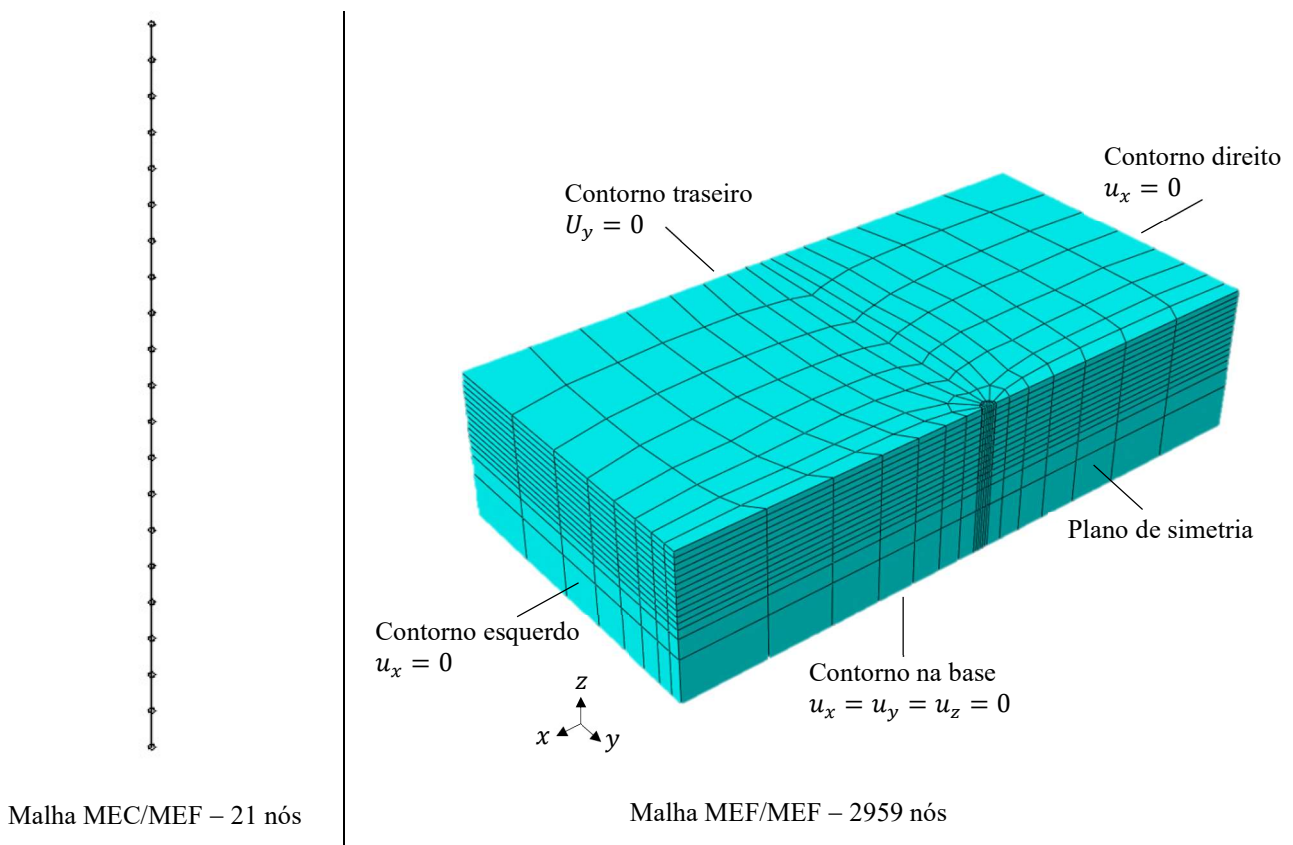 Contorno direito
u_x = 0
Contorno traseiro
U_y = 0
Plano de simetria
Contorno esquerdo
u_x = 0
Contorno na base
u_x = u_y = u_z = 0
z
x
y
Malha MEC/MEF – 21 nós
Malha MEF/MEF – 2959 nós